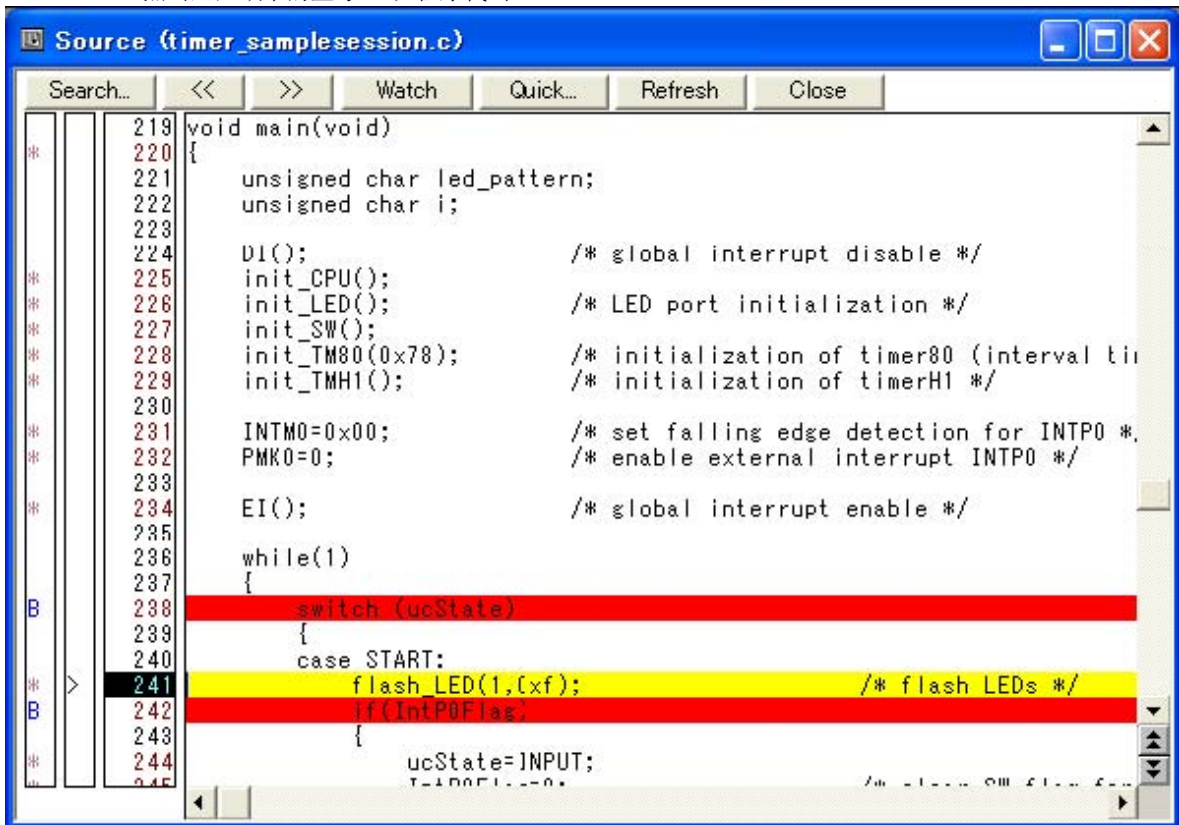 Source (timer_samplesession.c)
Search... << >> Watch Quick... Refresh Close
219 void main(void)
* 220 {
221 unsigned char led_pattern;
222 unsigned char i;
223
224 DI(); /* global interrupt disable */
* 225 init_CPU();
* 226 init_LED(); /* LED port initialization */
* 227 init_SW();
* 228 init_TM80(0x78); /* initialization of timer80 (interval
* 229 init_TMH1(); /* initialization of timerH1 */
230
* 231 INTM0=0x00; /* set falling edge detection for INTP0 *
* 232 PMK0=0; /* enable external interrupt INTP0 */
233
* 234 EI(); /* global interrupt enable */
235
236 while(1)
237 {
B 238 switch (ucState)
239 {
240 case START:
* > 241 flash_LED(1,0xf); /* flash LEDs */
B 242 if(IntP0Flag)
243 {
* 244 ucState=INPUT;